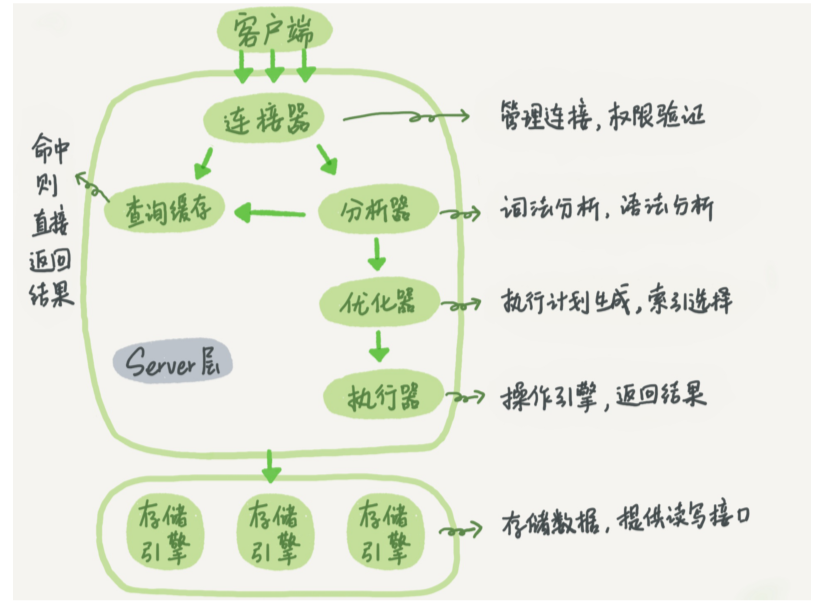 客户端
连接器
管理连接，权限验证
命中
则
直接
返回
结果
查询缓存
分析器
词法分析，语法分析
优化器
执行计划生成，索引选择
Server层
执行器
操作引擎，返回结果
存储
引擎
存储
引擎
存储
引擎
存储数据，提供读写接口